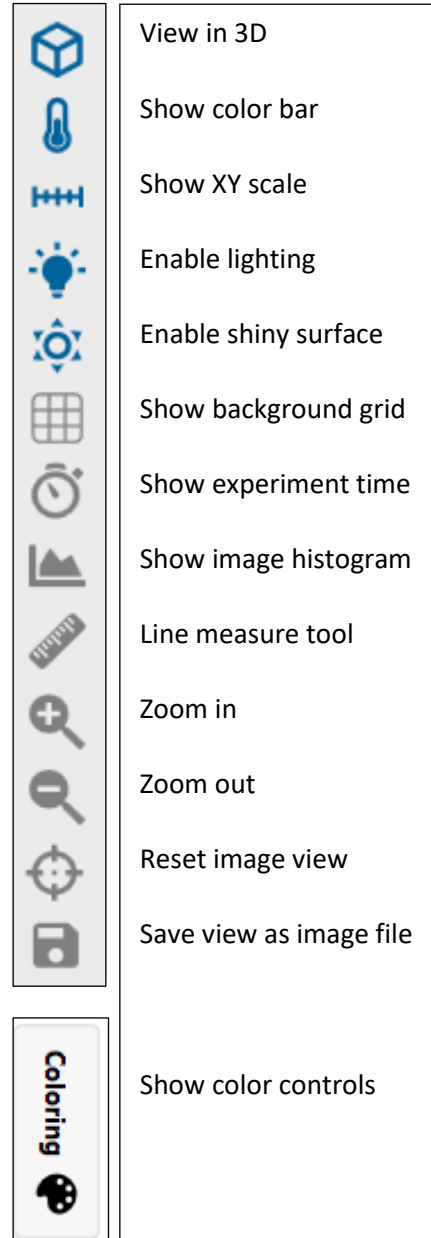 View in 3D
Show color bar
Show XY scale
Enable lighting
Enable shiny surface
Show background grid
Show experiment time
Show image histogram
Line measure tool
Zoom in
Zoom out
Reset image view
Save view as image file
Coloring
Show color controls